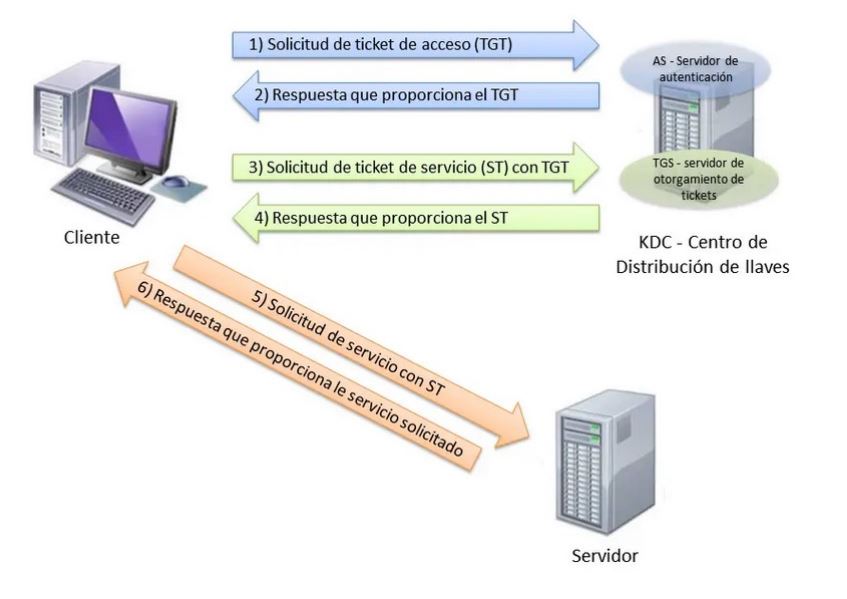 1) Solicitud de ticket de acceso (TGT)
AS - Servidor de
autenticación
2) Respuesta que proporciona el TGT
3) Solicitud de ticket de servicio (ST) con TGT
TGS - servidor de
otorgamiento de
tickets
4) Respuesta que proporciona el ST
Cliente
KDC - Centro de
Distribución de llaves
5) Solicitud de servicio con ST
6) Respuesta que proporciona le servicio solicitado
Servidor